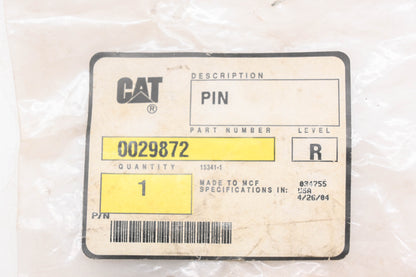 DESCRIPTION
CAT
®
PIN
PART NUMBER LEVEL
0029872 R
QUANTITY 15341-1
1
MADE TO MCF 034755
SPECIFICATIONS IN: USA
4/26/04
P/N